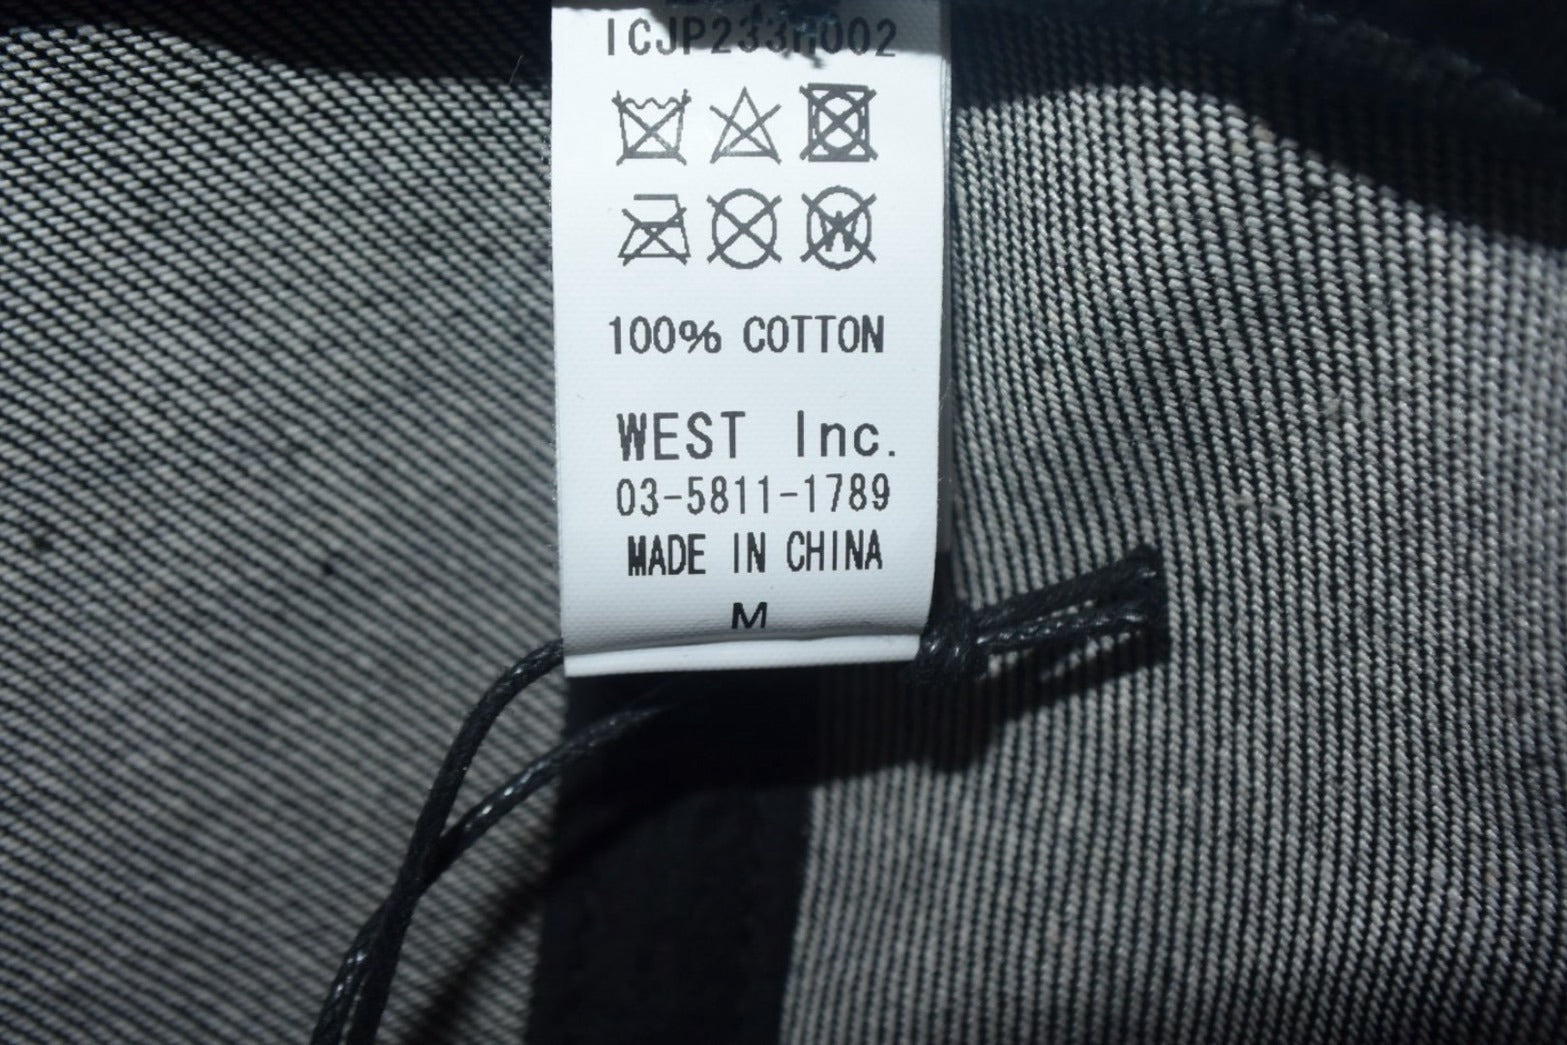 ICJP233H002
100% COTTON
WEST Inc.
03-5811-1789
MADE IN CHINA
M